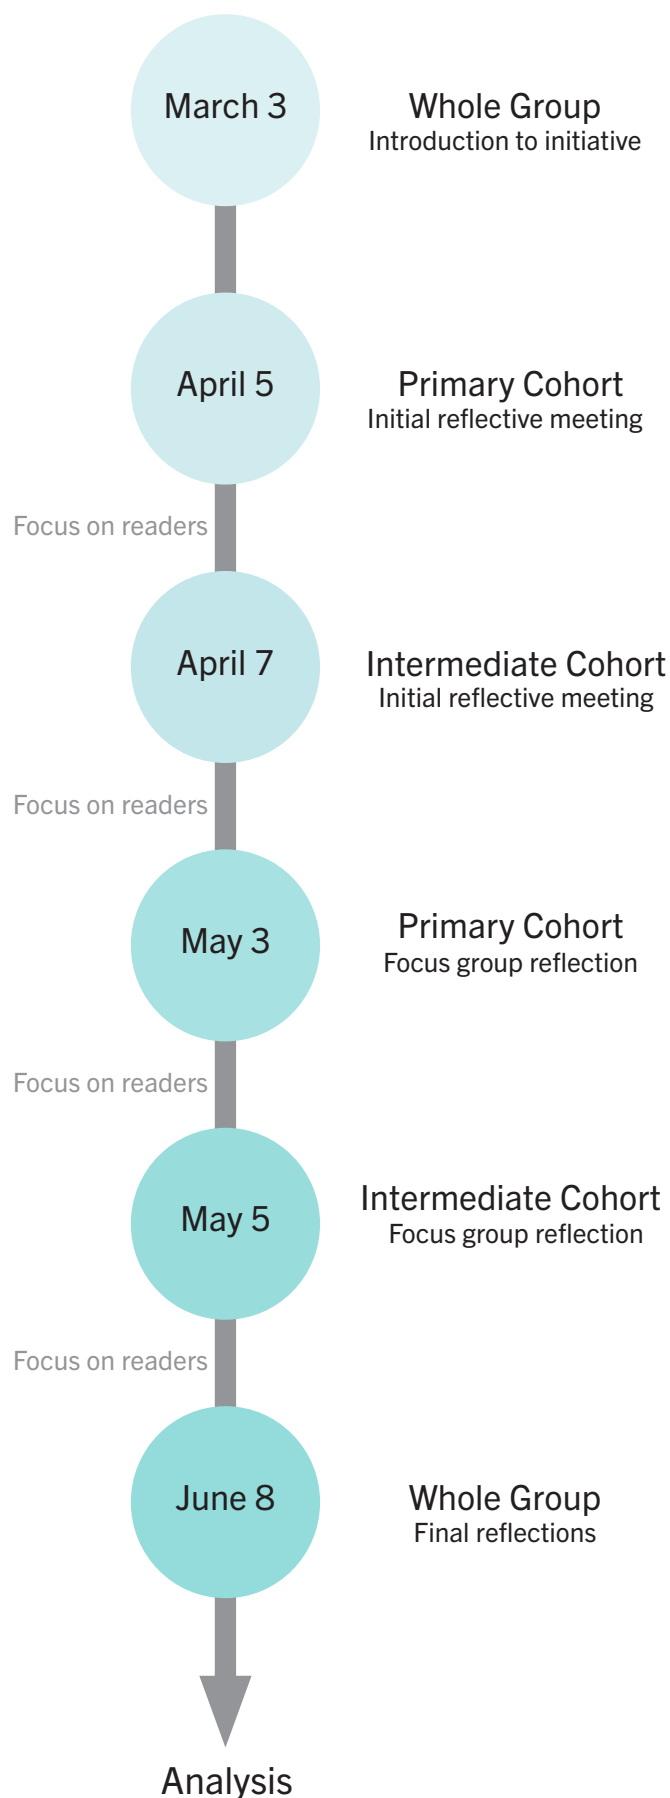 March 3
Whole Group
Introduction to initiative
April 5
Primary Cohort
Initial reflective meeting
Focus on readers
April 7
Intermediate Cohort
Initial reflective meeting
Focus on readers
May 3
Primary Cohort
Focus group reflection
Focus on readers
May 5
Intermediate Cohort
Focus group reflection
Focus on readers
June 8
Whole Group
Final reflections
Analysis